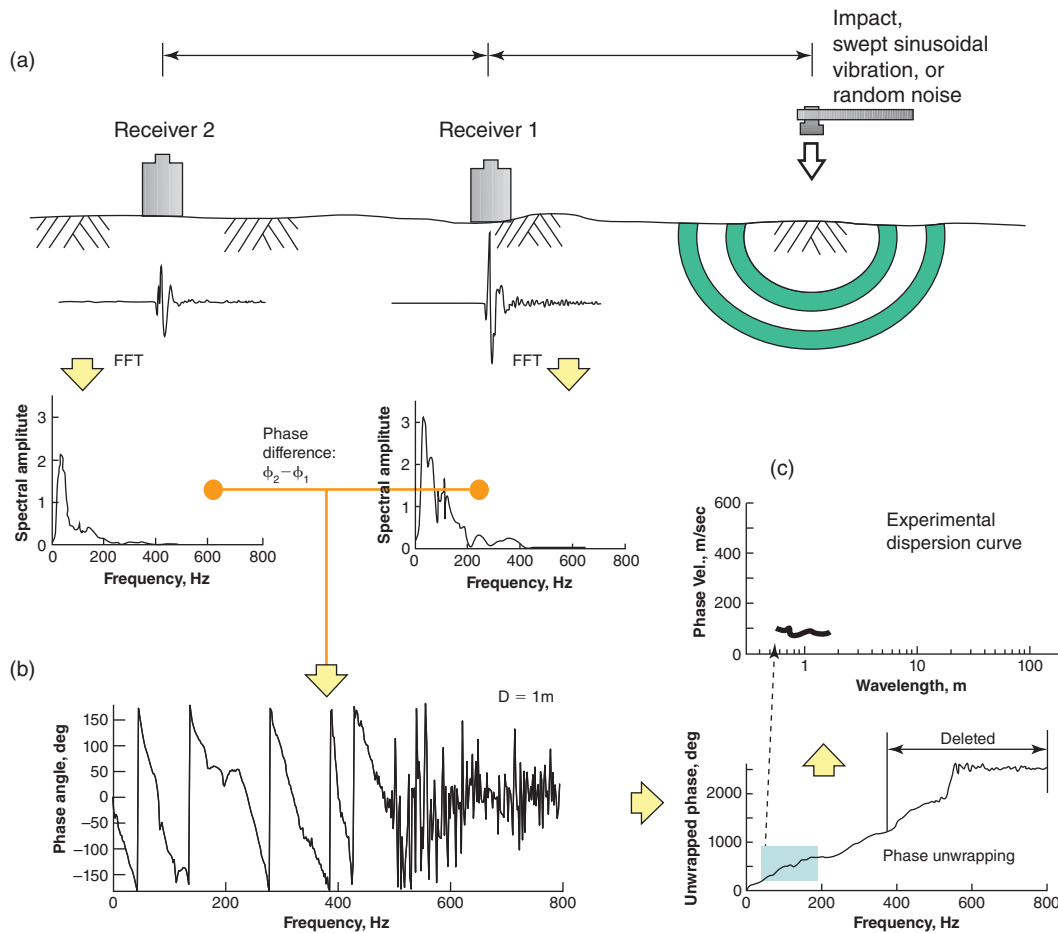 (a)
Impact,
swept sinusoidal
vibration, or
random noise
Receiver 2
Receiver 1
FFT
FFT
Spectral amplitute
3
2
1
0
0
200
400
600
800
Frequency, Hz
Phase
difference:
ϕ2−ϕ1
Spectral amplitute
3
2
1
0
0
200
400
600
800
Frequency, Hz
(c)
Phase Vel., m/sec
600
400
200
600
Experimental
dispersion curve
1
10
100
Wavelength, m
(b)
D = 1m
Phase angle, deg
150
100
50
0
−50
−100
−150
0
200
400
600
800
Frequency, Hz
Deleted
Unwrapped phase, deg
2000
1000
0
Phase unwrapping
0
200
400
600
800
Frequency, Hz